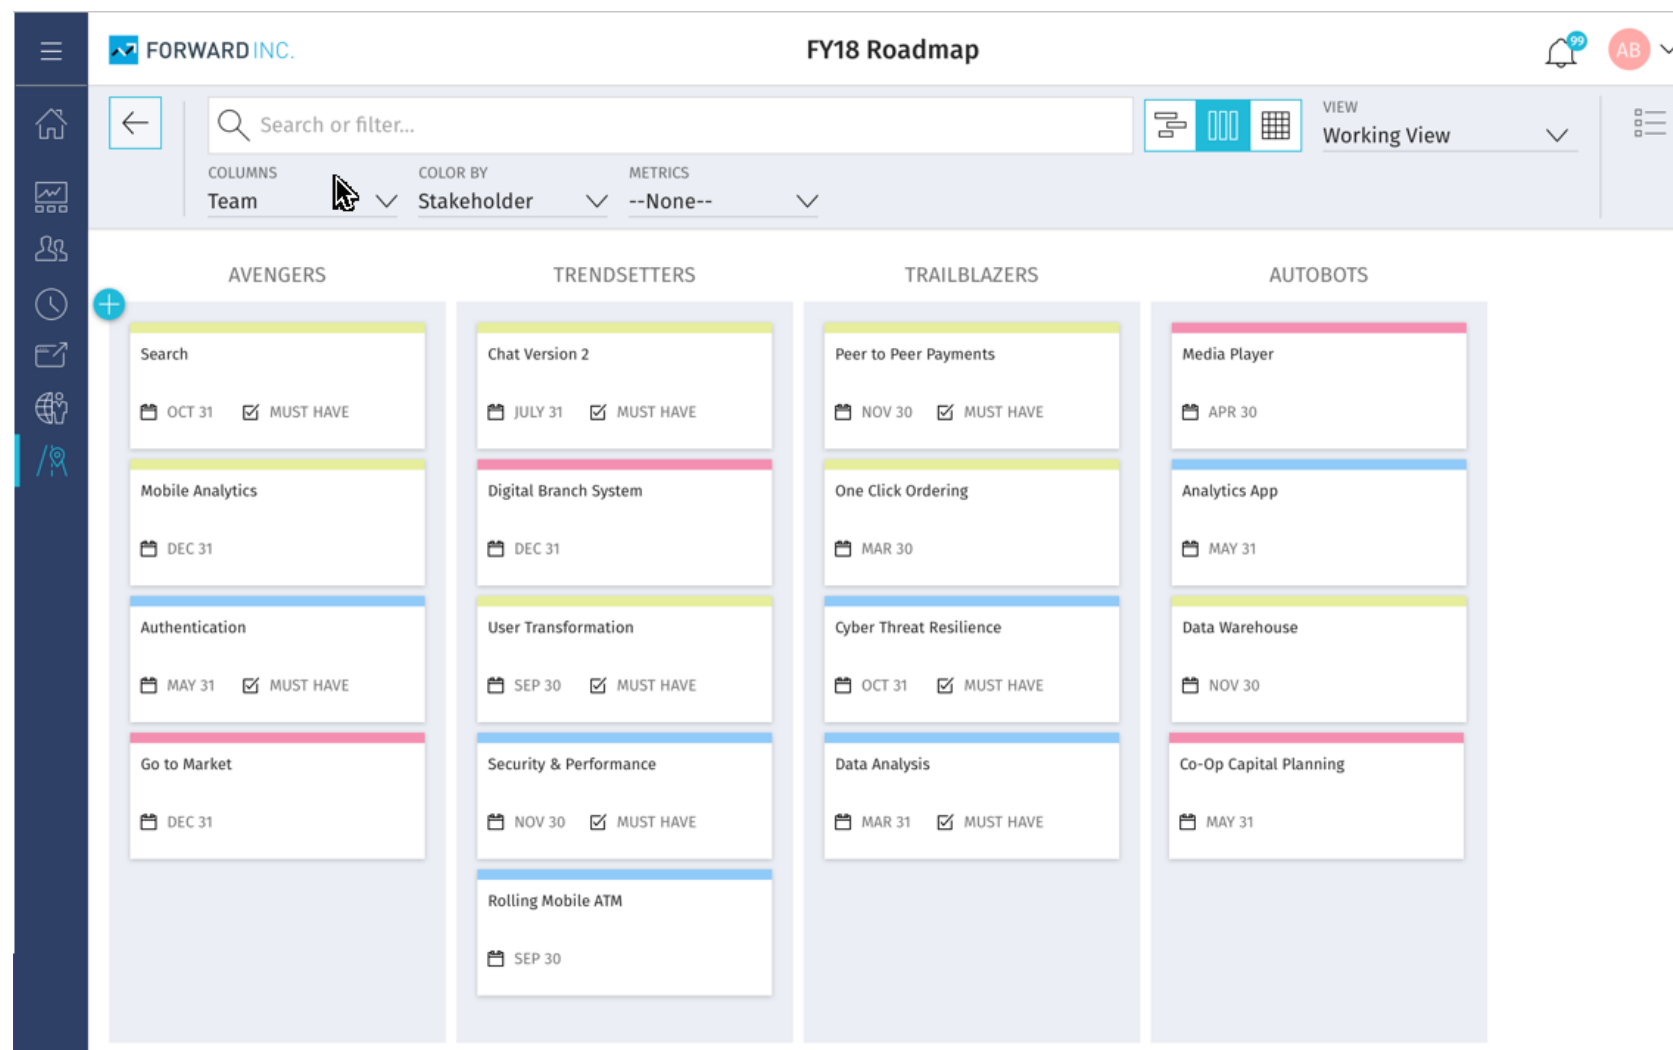 FORWARD INC.
FY18 Roadmap
99
AB
Search or filter...
VIEW
Working View
COLUMNS
Team
COLOR BY
Stakeholder
METRICS
--None--
AVENGERS
Search
OCT 31 MUST HAVE
Mobile Analytics
DEC 31
Authentication
MAY 31 MUST HAVE
Go to Market
DEC 31
TRENDSETTERS
Chat Version 2
JULY 31 MUST HAVE
Digital Branch System
DEC 31
User Transformation
SEP 30 MUST HAVE
Security & Performance
NOV 30 MUST HAVE
Rolling Mobile ATM
SEP 30
TRAILBLAZERS
Peer to Peer Payments
NOV 30 MUST HAVE
One Click Ordering
MAR 30
Cyber Threat Resilience
OCT 31 MUST HAVE
Data Analysis
MAR 31 MUST HAVE
AUTOBOTS
Media Player
APR 30
Analytics App
MAY 31
Data Warehouse
NOV 30
Co-Op Capital Planning
MAY 31